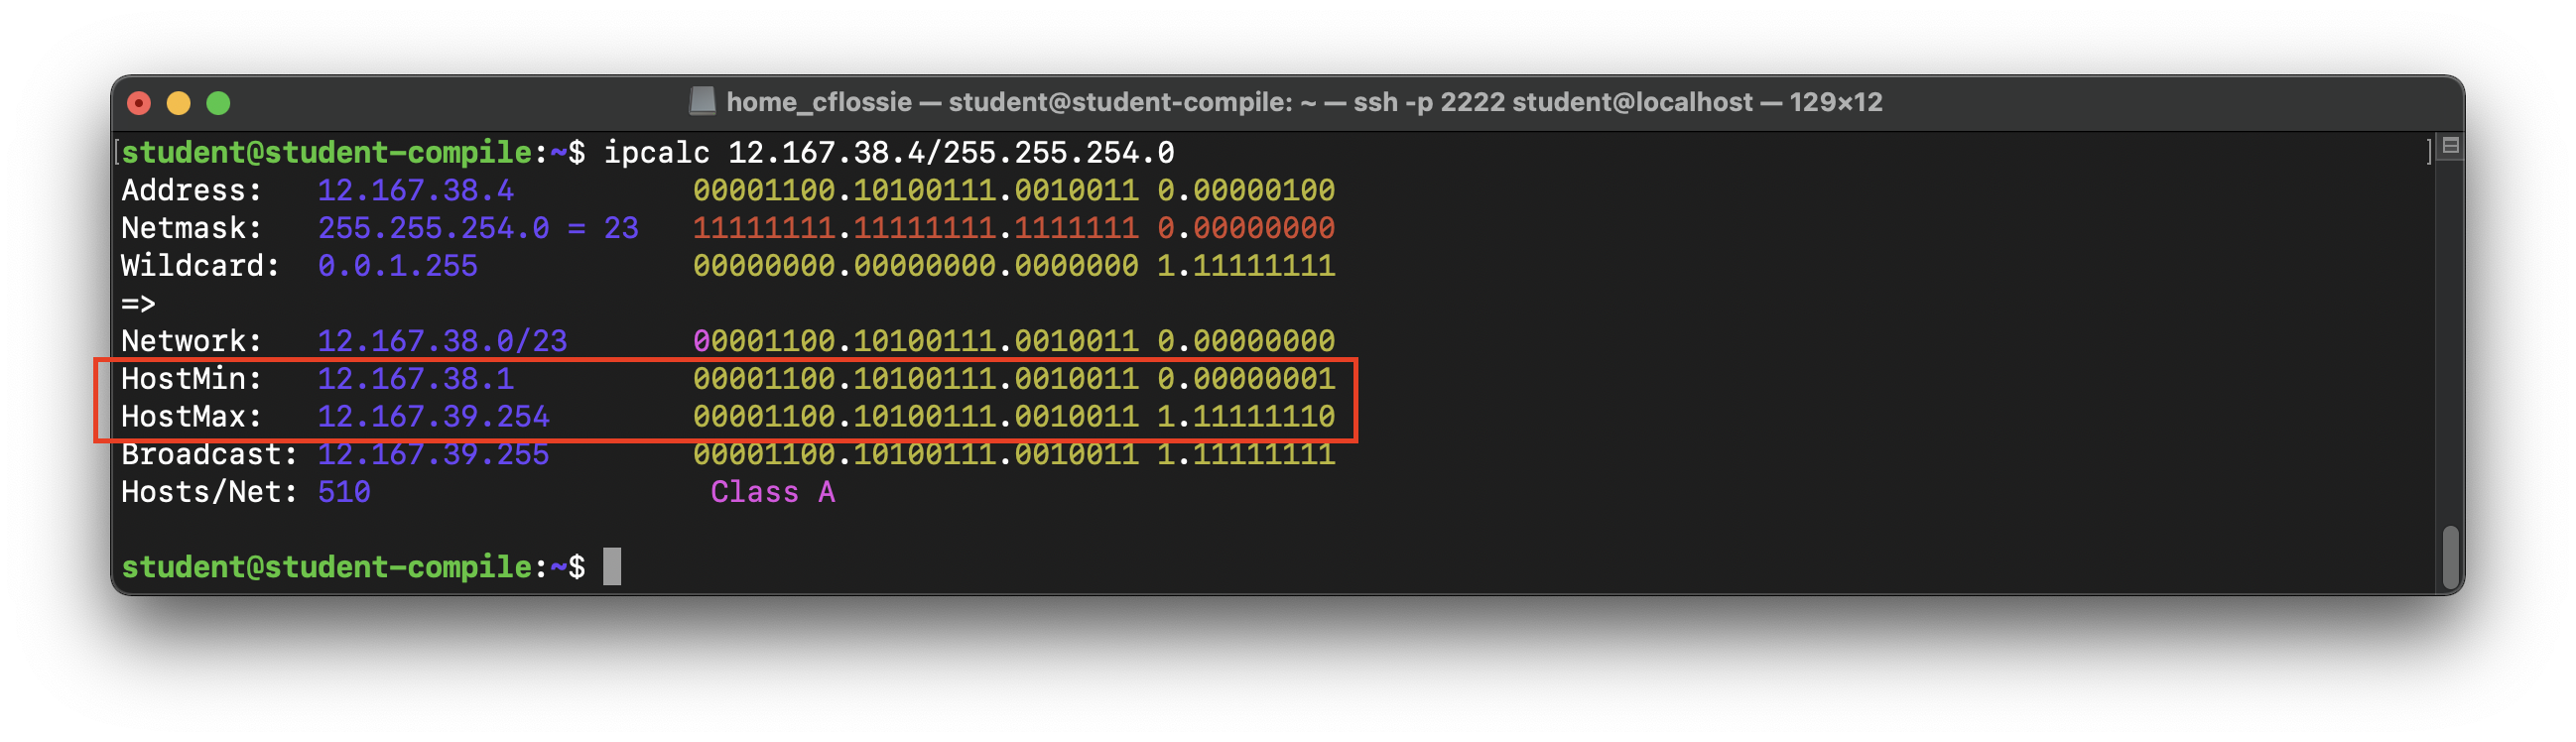 home_cflossie — student@student-compile: ~ — ssh -p 2222 student@localhost — 129×12
[student@student-compile:~$ ipcalc 12.167.38.4/255.255.254.0 ]
Address:   12.167.38.4          00001100.10100111.0010011 0.00000100
Netmask:   255.255.254.0 = 23   11111111.11111111.1111111 0.00000000
Wildcard:  0.0.1.255            00000000.00000000.0000000 1.11111111
=>
Network:   12.167.38.0/23       00001100.10100111.0010011 0.00000000
HostMin:   12.167.38.1          00001100.10100111.0010011 0.00000001
HostMax:   12.167.39.254        00001100.10100111.0010011 1.11111110
Broadcast: 12.167.39.255        00001100.10100111.0010011 1.11111111
Hosts/Net: 510                   Class A
student@student-compile:~$